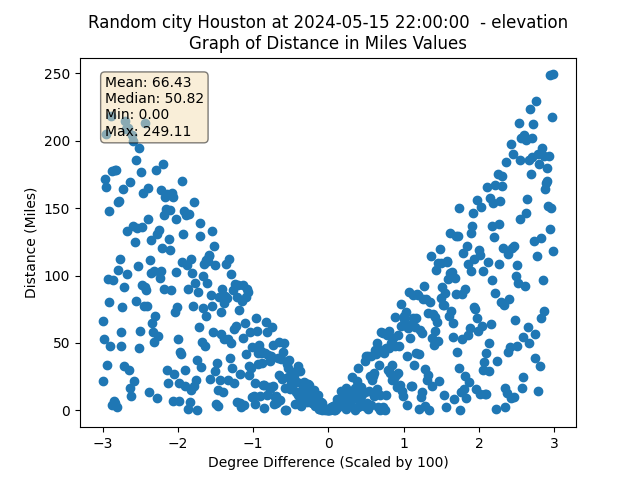 Random city Houston at 2024-05-15 22:00:00  - elevation
Graph of Distance in Miles Values
250
200
150
100
50
0
Distance (Miles)
Mean: 66.43
Median: 50.82
Min: 0.00
Max: 249.11
−3 −2 −1 0 1 2 3
Degree Difference (Scaled by 100)